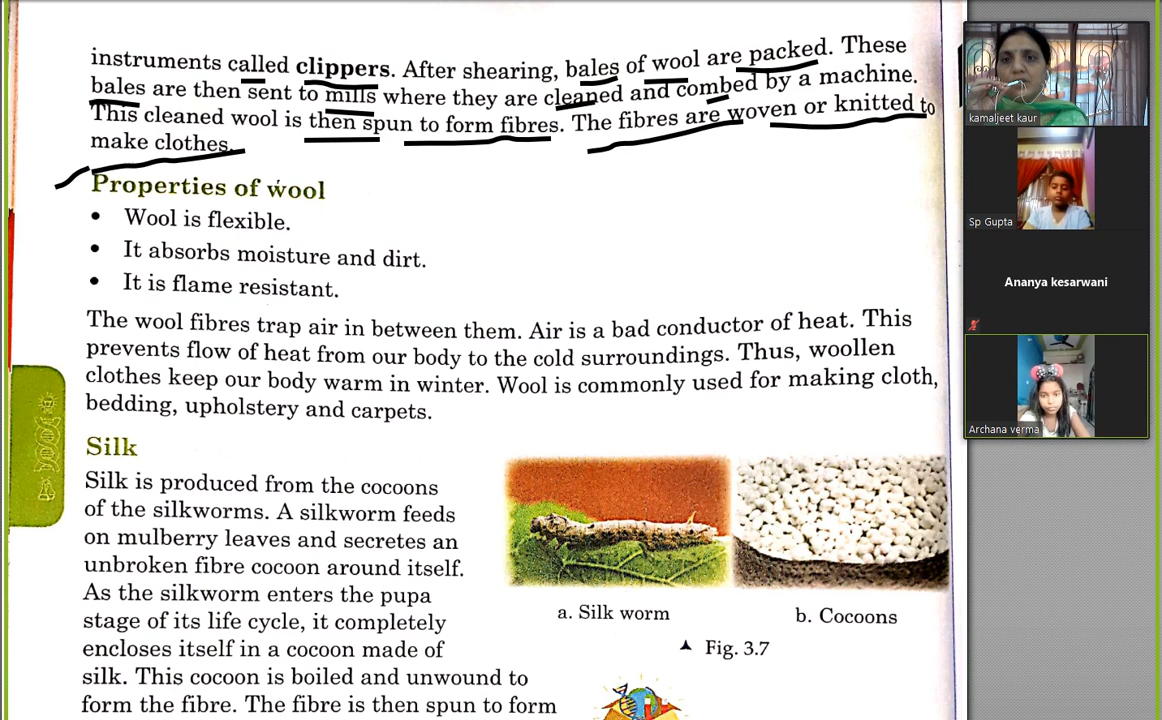 instruments called clippers. After shearing, bales of wool are packed. These
bales are then sent to mills where they are cleaned and combed by a machine.
This cleaned wool is then spun to form fibres. The fibres are woven or knitted to
make clothes.
Properties of wool
• Wool is flexible.
• It absorbs moisture and dirt.
• It is flame resistant.
The wool fibres trap air in between them. Air is a bad conductor of heat. This
prevents flow of heat from our body to the cold surroundings. Thus, woollen
clothes keep our body warm in winter. Wool is commonly used for making cloth,
bedding, upholstery and carpets.
Silk
Silk is produced from the cocoons
of the silkworms. A silkworm feeds
on mulberry leaves and secretes an
unbroken fibre cocoon around itself.
As the silkworm enters the pupa
stage of its life cycle, it completely
encloses itself in a cocoon made of
silk. This cocoon is boiled and unwound to
form the fibre. The fibre is then spun to form
a. Silk worm
b. Cocoons
Fig. 3.7
kamaljeet kaur
Sp Gupta
Ananya kesarwani
Archana verma